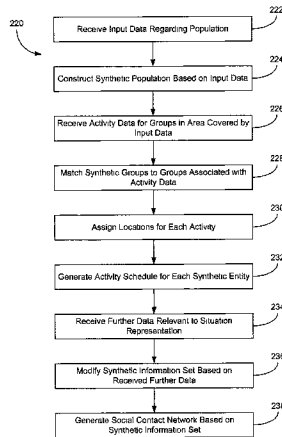 222
220
Receive Input Data Regarding Population
224
Construct Synthetic Population Based on Input Data
226
Receive Activity Data for Groups in Area Covered by
Input Data
228
Match Synthetic Groups to Groups Associated with
Activity Data
230
Assign Locations for Each Activity
232
Generate Activity Schedule for Each Synthetic Entity
234
Receive Further Data Relevant to Situation
Representation
236
Modify Synthetic Information Set Based on
Received Further Data
238
Generate Social Contact Network Based on
Synthetic Information Set